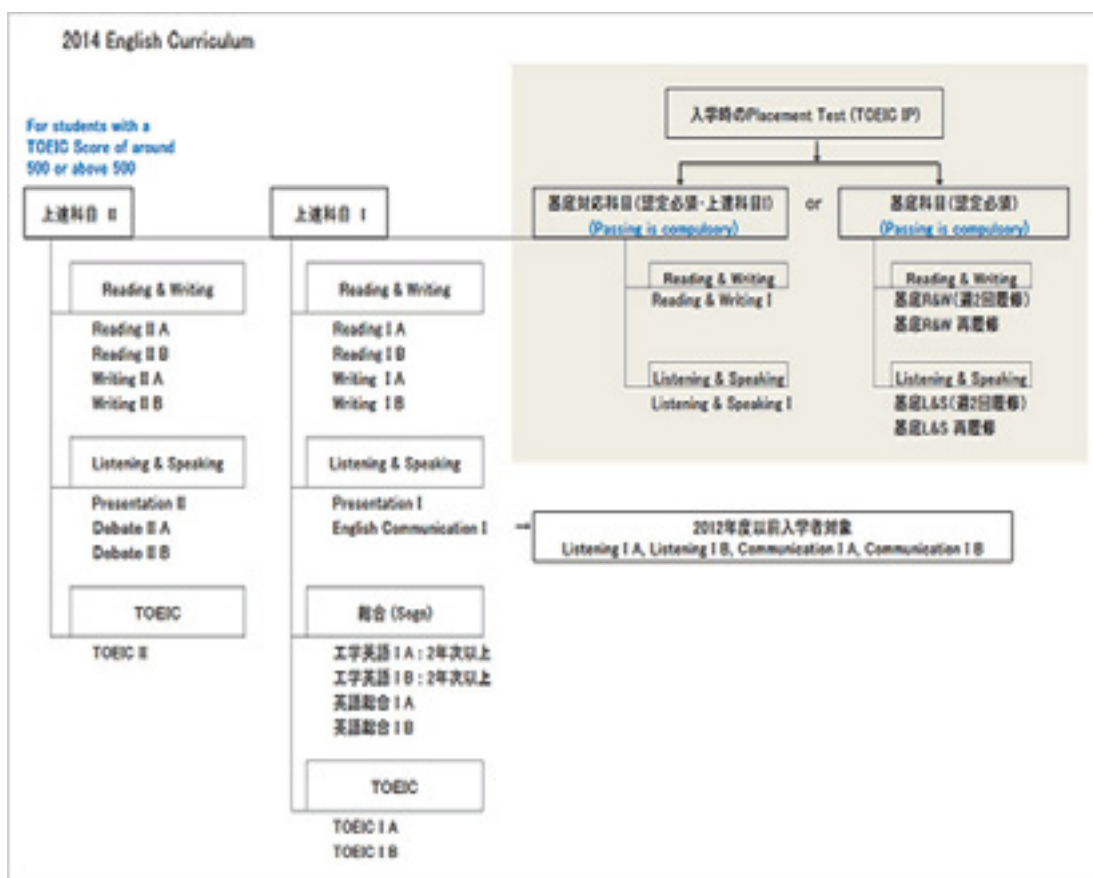 2014 English Curriculum
For students with a
TOEIC Score of around
500 or above 500
入学時のPlacement Test (TOEIC IP)
上達科目 II
上達科目 I
基底対応科目(認定必須・上達科目I)
(Passing is compulsory)
or
基底科目(認定必須)
(Passing is compulsory)
Reading & Writing
Reading II A
Reading II B
Writing II A
Writing II B
Listening & Speaking
Presentation II
Debate II A
Debate II B
TOEIC
TOEIC II
Reading & Writing
Reading I A
Reading I B
Writing I A
Writing I B
Listening & Speaking
Presentation I
English Communication I
→
2012年度以前入学者対象
Listening I A, Listening I B, Communication I A, Communication I B
総合 (Sogo)
工学英語 I A : 2年次以上
工学英語 I B : 2年次以上
英語総合 I A
英語総合 I B
TOEIC
TOEIC I A
TOEIC I B
Reading & Writing
Reading & Writing I
Listening & Speaking
Listening & Speaking I
Reading & Writing
基底R&W(週2回履修)
基底R&W 再履修
Listening & Speaking
基底L&S(週2回履修)
基底L&S 再履修